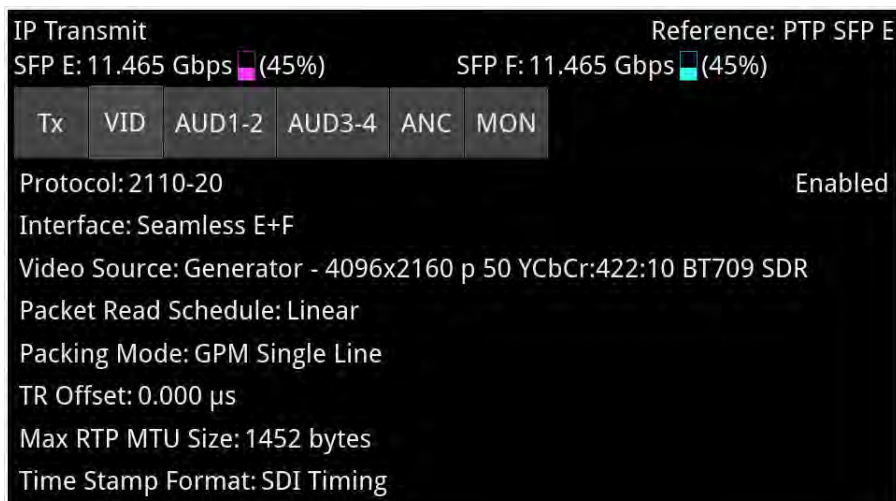 IP Transmit Reference: PTP SFP E
SFP E: 11.465 Gbps (45%) SFP F: 11.465 Gbps (45%)
Tx VID AUD1-2 AUD3-4 ANC MON
Protocol: 2110-20 Enabled
Interface: Seamless E+F
Video Source: Generator - 4096x2160 p 50 YCbCr:422:10 BT709 SDR
Packet Read Schedule: Linear
Packing Mode: GPM Single Line
TR Offset: 0.000 µs
Max RTP MTU Size: 1452 bytes
Time Stamp Format: SDI Timing